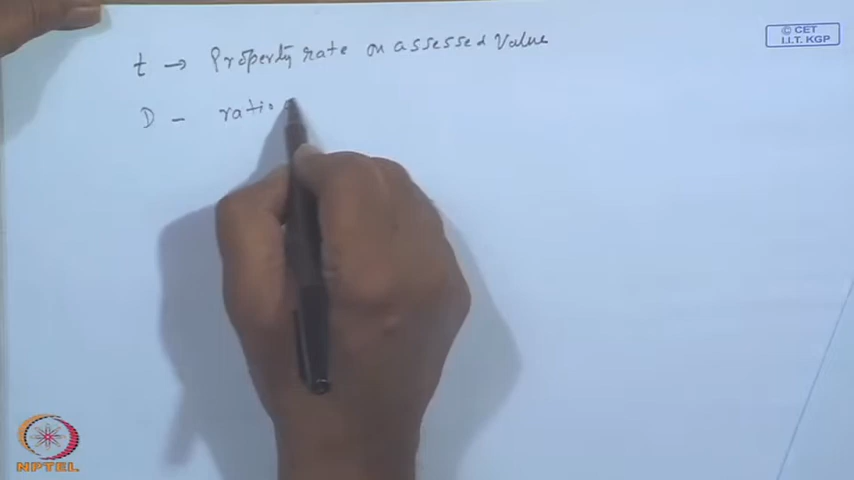 t → Property rate on assessed value
D - ratio
© CET
I.I.T. KGP
NPTEL